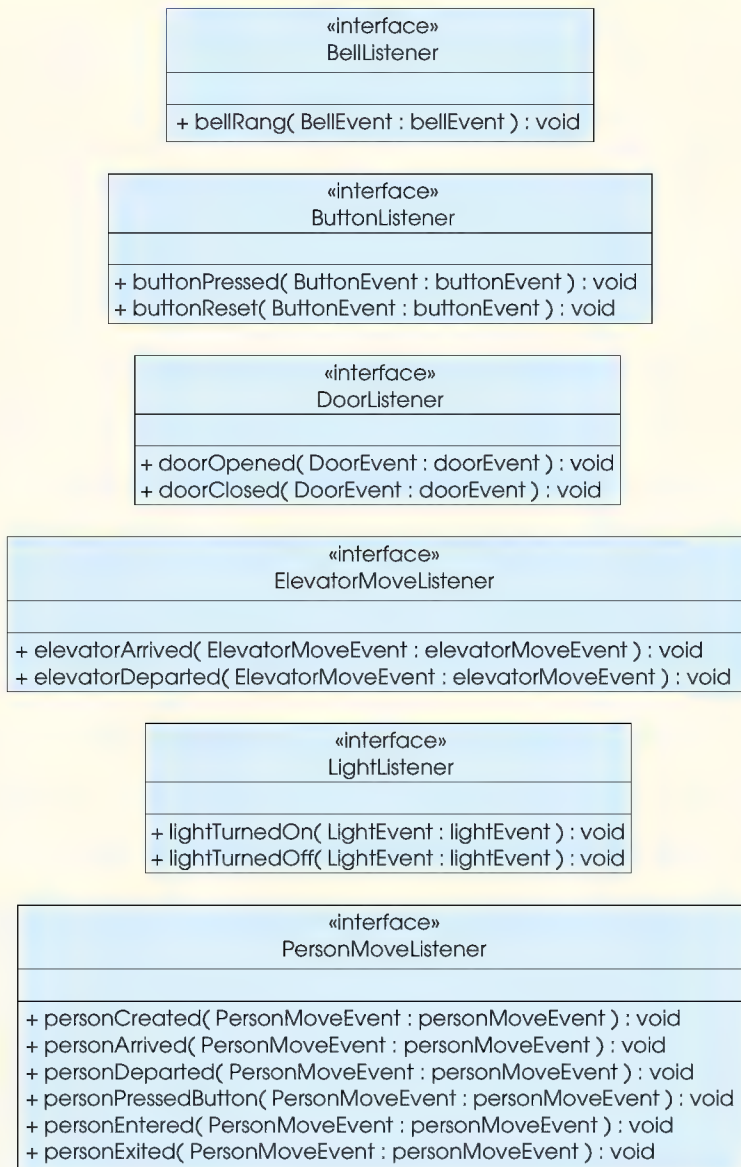 «interface»
BellListener
+ bellRang( BellEvent : bellEvent ) : void
«interface»
ButtonListener
+ buttonPressed( ButtonEvent : buttonEvent ) : void
+ buttonReset( ButtonEvent : buttonEvent ) : void
«interface»
DoorListener
+ doorOpened( DoorEvent : doorEvent ) : void
+ doorClosed( DoorEvent : doorEvent ) : void
«interface»
ElevatorMoveListener
+ elevatorArrived( ElevatorMoveEvent : elevatorMoveEvent ) : void
+ elevatorDeparted( ElevatorMoveEvent : elevatorMoveEvent ) : void
«interface»
LightListener
+ lightTurnedOn( LightEvent : lightEvent ) : void
+ lightTurnedOff( LightEvent : lightEvent ) : void
«interface»
PersonMoveListener
+ personCreated( PersonMoveEvent : personMoveEvent ) : void
+ personArrived( PersonMoveEvent : personMoveEvent ) : void
+ personDeparted( PersonMoveEvent : personMoveEvent ) : void
+ personPressedButton( PersonMoveEvent : personMoveEvent ) : void
+ personEntered( PersonMoveEvent : personMoveEvent ) : void
+ personExited( PersonMoveEvent : personMoveEvent ) : void